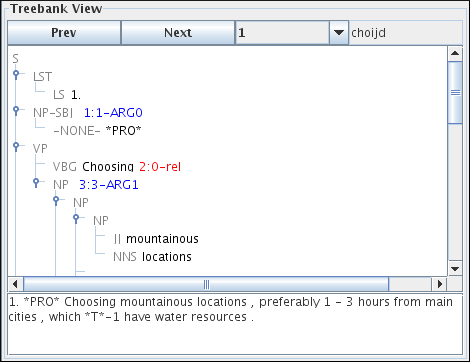 Treebank View
Prev Next 1 choijd
S
LST
LS 1.
NP-SBJ 1:1-ARG0
-NONE- *PRO*
VP
VBG Choosing 2:0-rel
NP 3:3-ARG1
NP
NP
JJ mountainous
NNS locations
1. *PRO* Choosing mountainous locations , preferably 1 - 3 hours from main
cities , which *T*-1 have water resources .